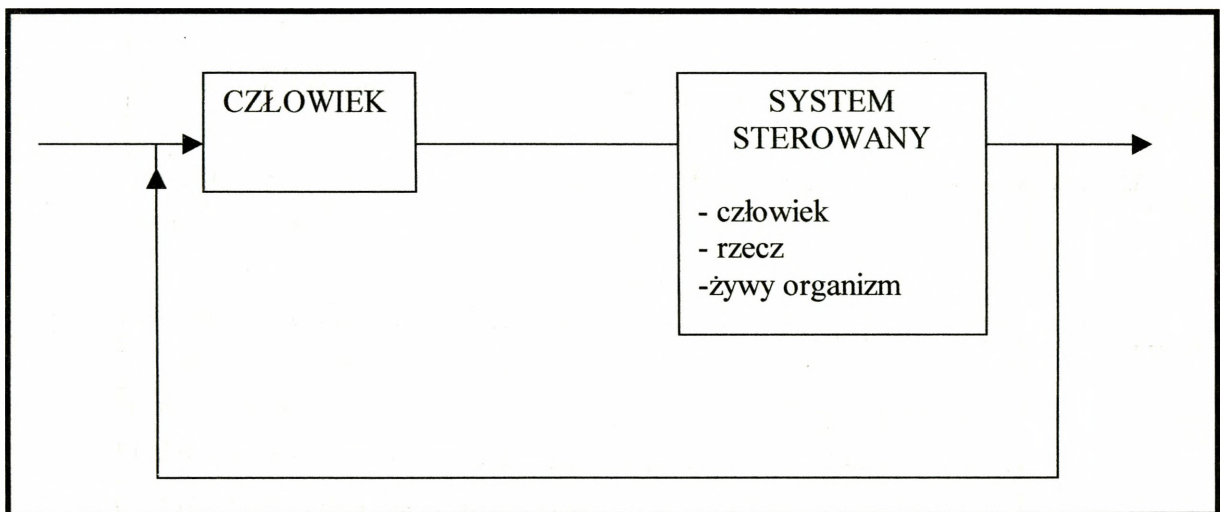 CZŁOWIEK
SYSTEM
STEROWANY
- człowiek
- rzecz
-żywy organizm